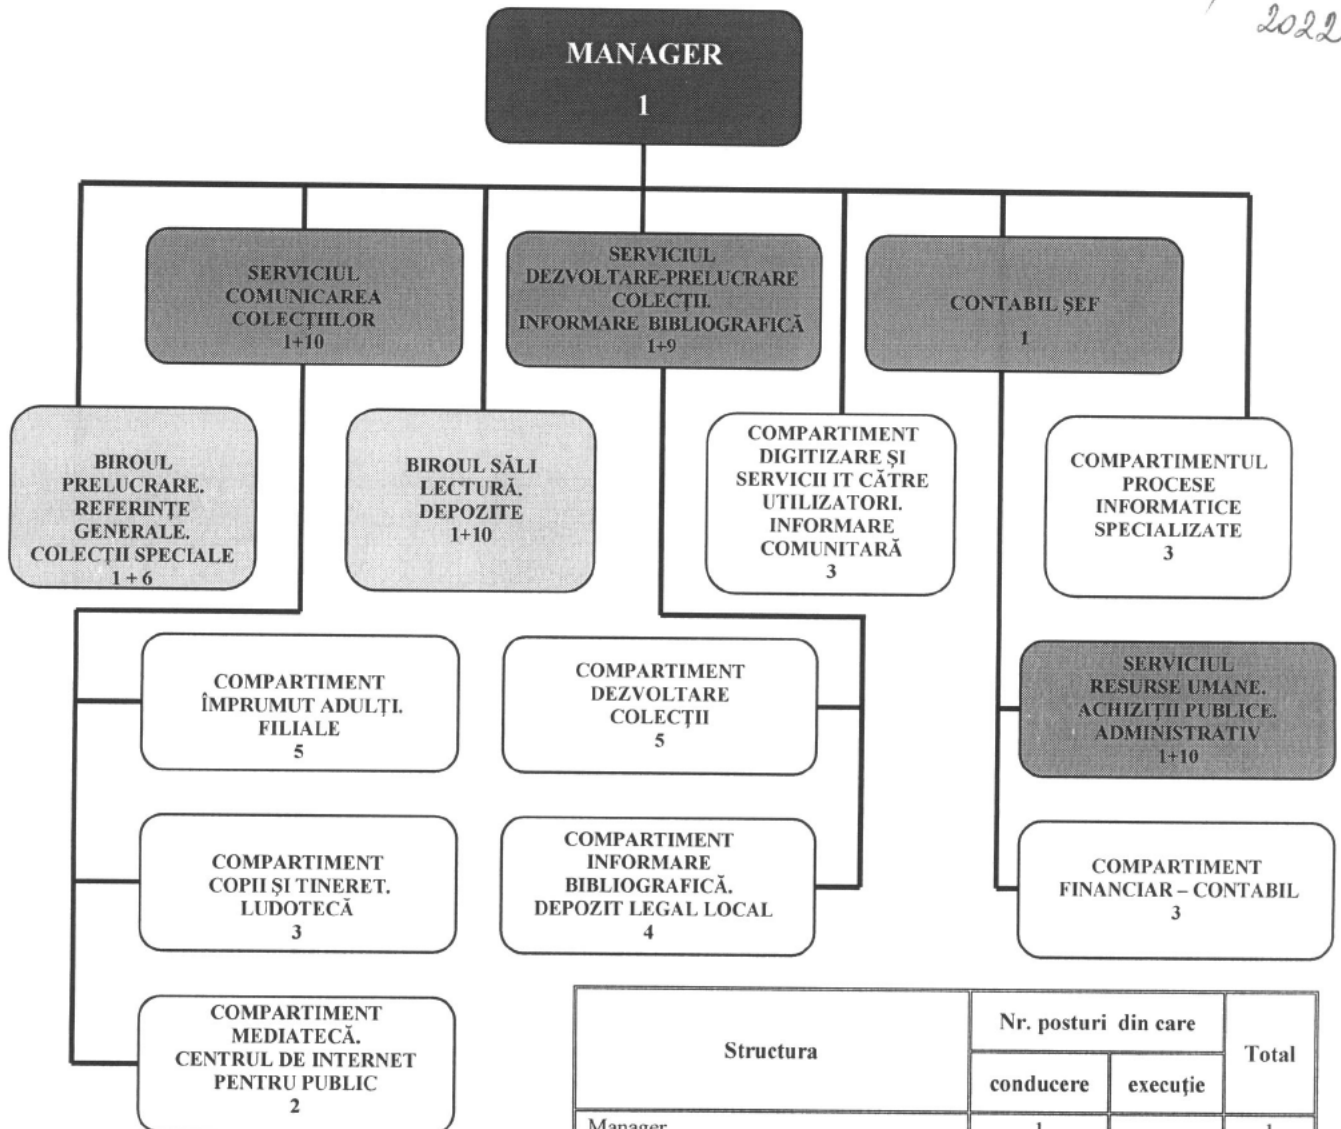 2022
MANAGER
1
SERVICIUL
COMUNICAREA
COLECȚIILOR
1+10
SERVICIUL
DEZVOLTARE-PRELUCRARE
COLECȚII.
INFORMARE BIBLIOGRAFICĂ
1+9
CONTABIL ȘEF
1
BIROUL
PRELUCRARE.
REFERINȚE
GENERALE.
COLECȚII SPECIALE
1 + 6
BIROUL SĂLI
LECTURĂ.
DEPOZITE
1+10
COMPARTIMENT
DIGITIZARE ȘI
SERVICII IT CĂTRE
UTILIZATORI.
INFORMARE
COMUNITARĂ
3
COMPARTIMENTUL
PROCESE
INFORMATICE
SPECIALIZATE
3
COMPARTIMENT
ÎMPRUMUT ADULȚI.
FILIALE
5
COMPARTIMENT
DEZVOLTARE
COLECȚII
5
SERVICIUL
RESURSE UMANE.
ACHIZIȚII PUBLICE.
ADMINISTRATIV
1+10
COMPARTIMENT
COPII ȘI TINERET.
LUDOTECĂ
3
COMPARTIMENT
INFORMARE
BIBLIOGRAFICĂ.
DEPOZIT LEGAL LOCAL
4
COMPARTIMENT
FINANCIAR – CONTABIL
3
COMPARTIMENT
MEDIATECĂ.
CENTRUL DE INTERNET
PENTRU PUBLIC
2
Structura
Nr. posturi din care
Total
conducere
execuție
Manager 1 1